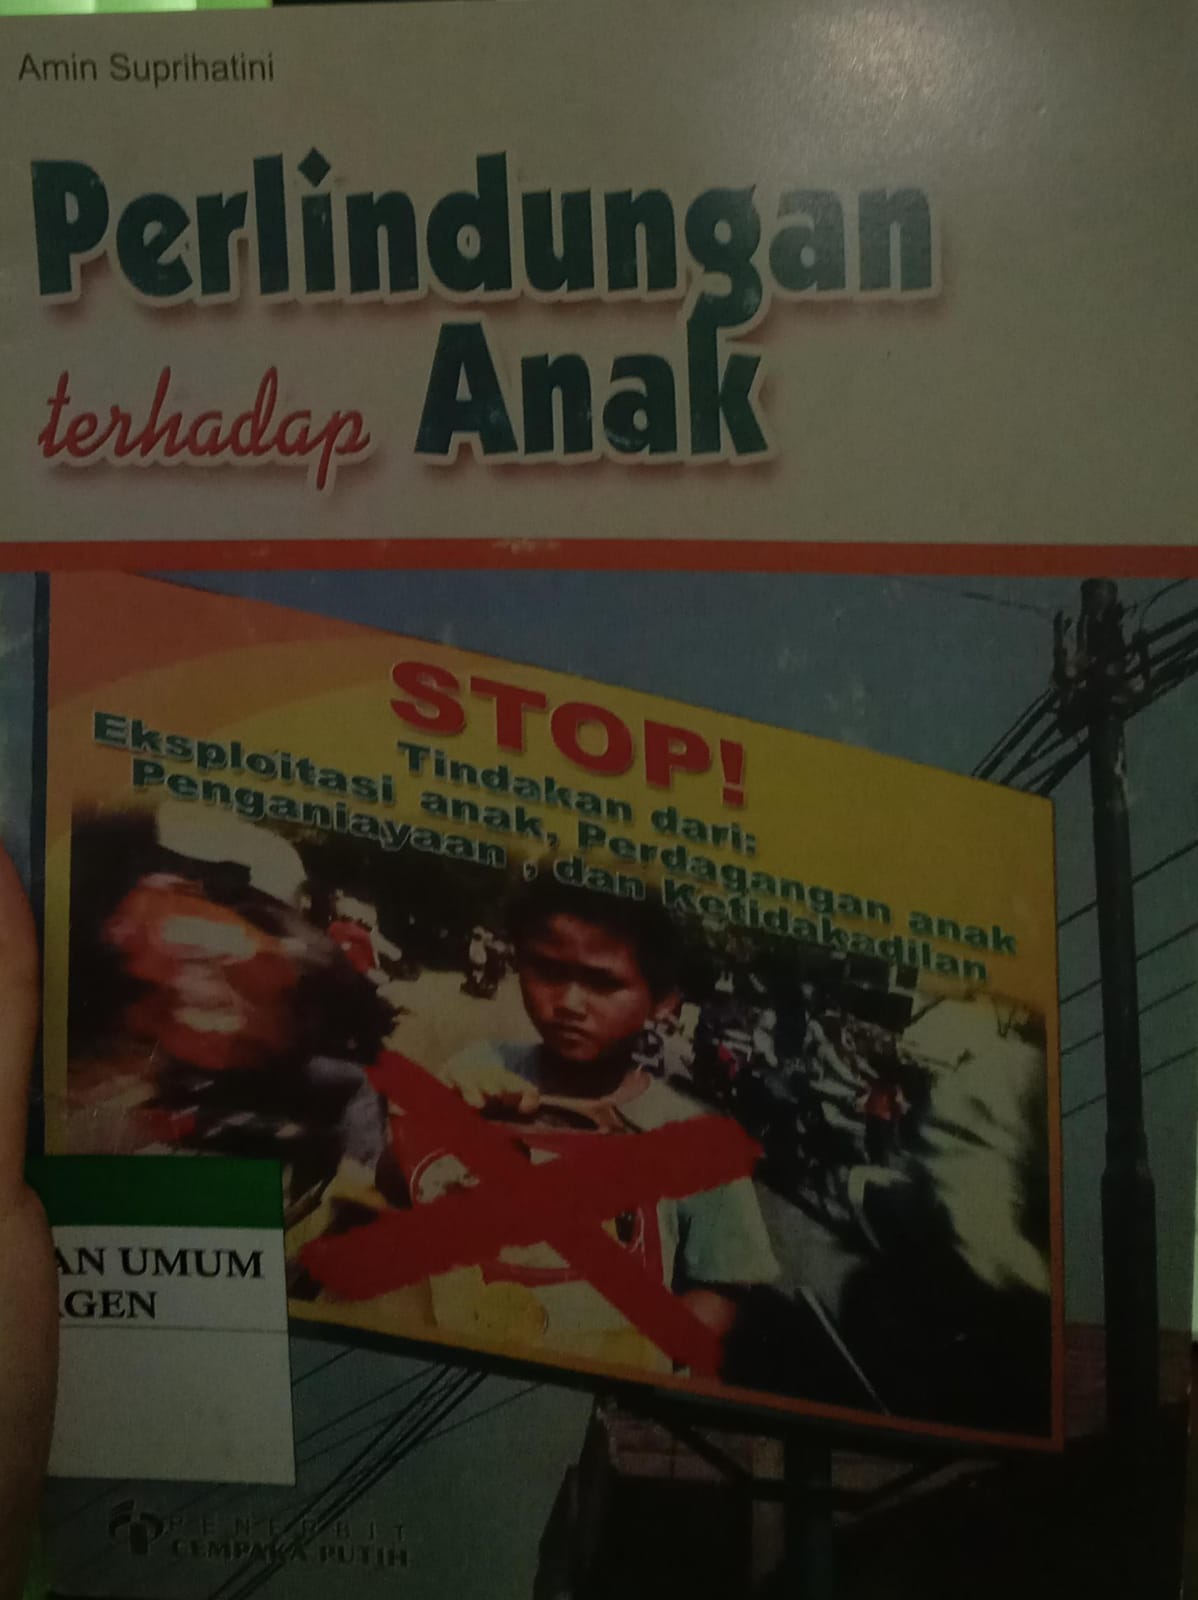 Amin Suprihatini
Perlindungan
terhadap Anak
STOP!
Tindakan dari:
Eksploitasi anak, Perdagangan anak
Penganiayaan , dan Ketidakadilan
AN UMUM
GEN
PENERBIT
CEMPAKA PUTIH